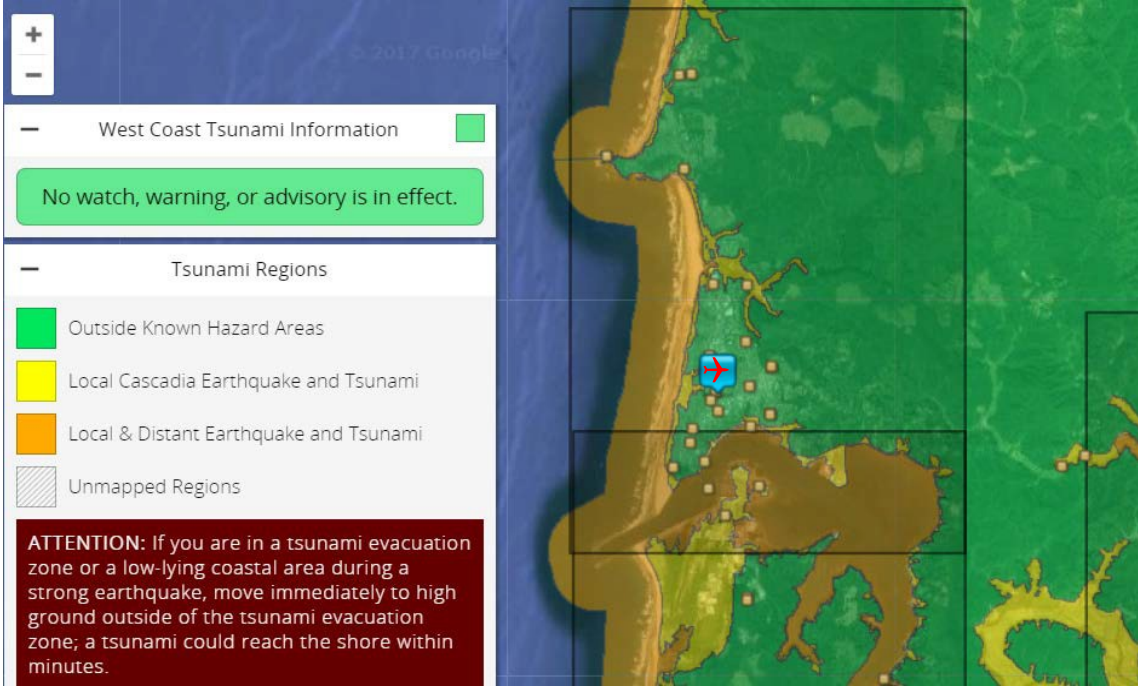 +
© 2017 Google
−
− West Coast Tsunami Information
No watch, warning, or advisory is in effect.
− Tsunami Regions
Outside Known Hazard Areas
Local Cascadia Earthquake and Tsunami
Local & Distant Earthquake and Tsunami
Unmapped Regions
ATTENTION: If you are in a tsunami evacuation
zone or a low-lying coastal area during a
strong earthquake, move immediately to high
ground outside of the tsunami evacuation
zone; a tsunami could reach the shore within
minutes.